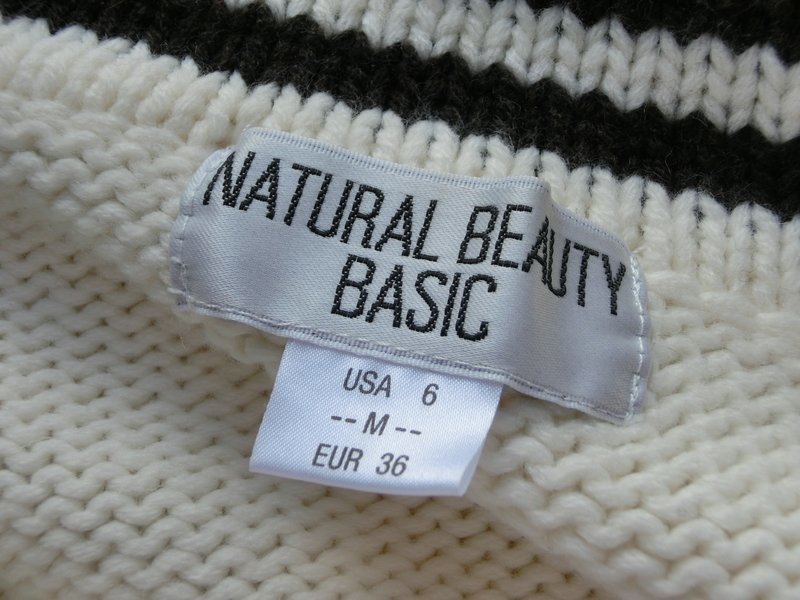 NATURAL BEAUTY
BASIC
USA 6
-- M --
EUR 36